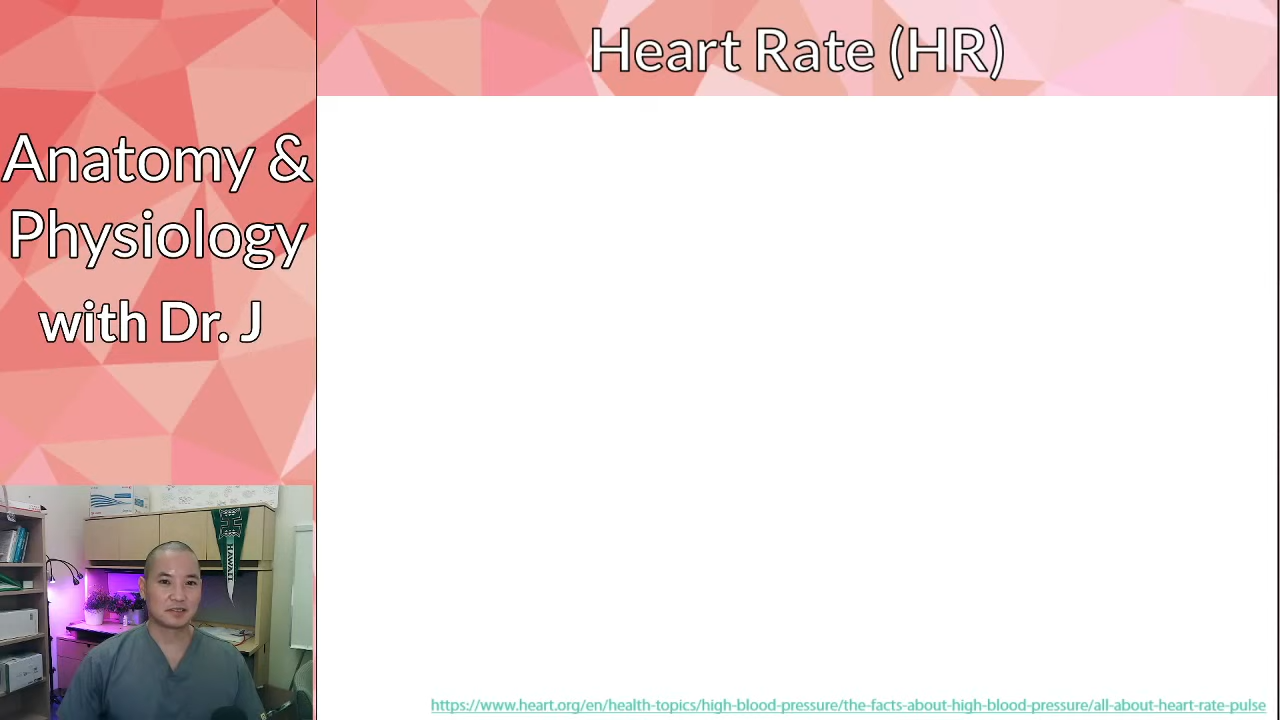 Heart Rate (HR)
Anatomy &
Physiology
with Dr. J
H
HAWAII
https://www.heart.org/en/health-topics/high-blood-pressure/the-facts-about-high-blood-pressure/all-about-heart-rate-pulse